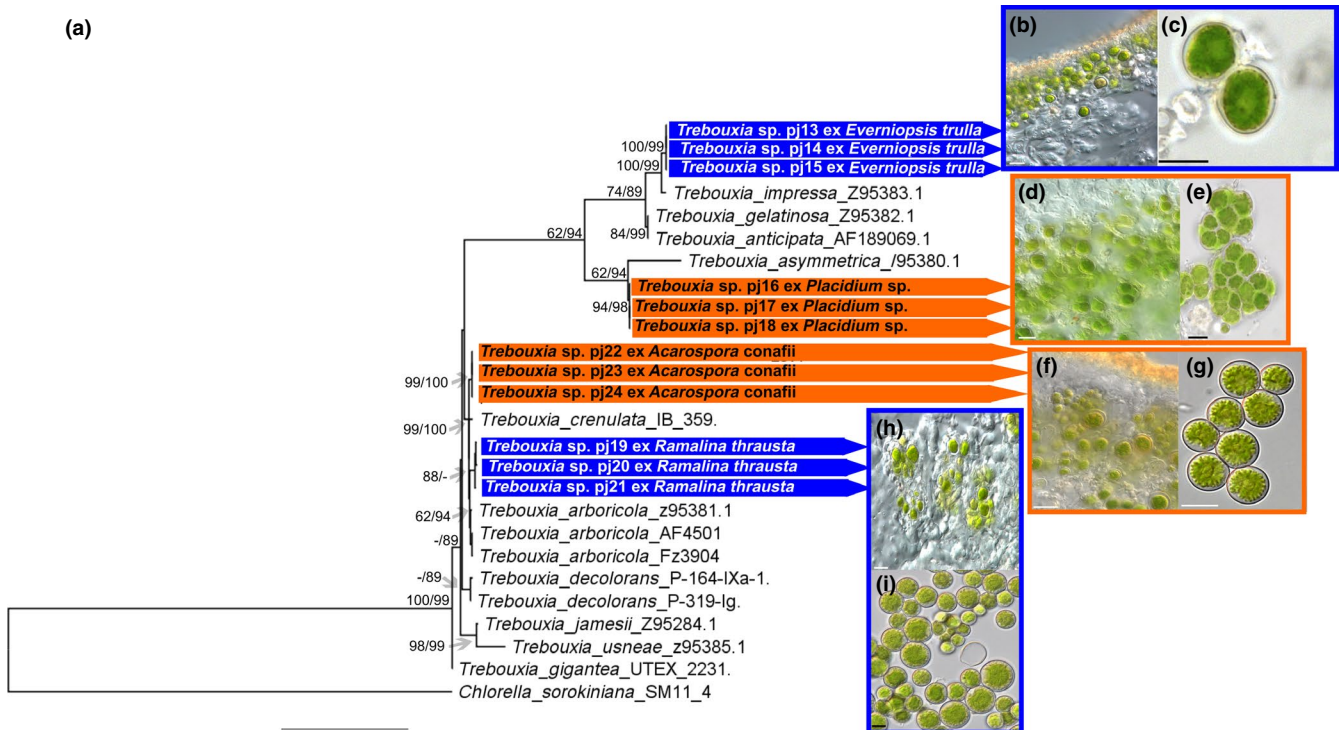 (a)
(b)
(c)
100/99
Trebouxia sp. pj13 ex Everniopsis trulla
Trebouxia sp. pj14 ex Everniopsis trulla
100/99
Trebouxia sp. pj15 ex Everniopsis trulla
74/89
Trebouxia_impressa_Z95383.1
(d)
(e)
Trebouxia_gelatinosa_Z95382.1
62/94
84/99
Trebouxia_anticipata_AF189069.1
Trebouxia_asymmetrica_/95380.1
62/94
Trebouxia sp. pj16 ex Placidium sp.
94/98
Trebouxia sp. pj17 ex Placidium sp.
Trebouxia sp. pj18 ex Placidium sp.
Trebouxia sp. pj22 ex Acarospora conafii
(f)
(g)
99/100
Trebouxia sp. pj23 ex Acarospora conafii
Trebouxia sp. pj24 ex Acarospora conafii
99/100
Trebouxia_crenulata_IB_359.
(h)
Trebouxia sp. pj19 ex Ramalina thrausta
88/-
Trebouxia sp. pj20 ex Ramalina thrausta
Trebouxia sp. pj21 ex Ramalina thrausta
62/94
Trebouxia_arboricola_z95381.1
-/89
Trebouxia_arboricola_AF4501
Trebouxia_arboricola_Fz3904
-/89
Trebouxia_decolorans_P-164-IXa-1.
(i)
100/99
Trebouxia_decolorans_P-319-Ig.
Trebouxia_jamesii_Z95284.1
98/99
Trebouxia_usneae_z95385.1
Trebouxia_gigantea_UTEX_2231.
Chlorella_sorokiniana_SM11_4